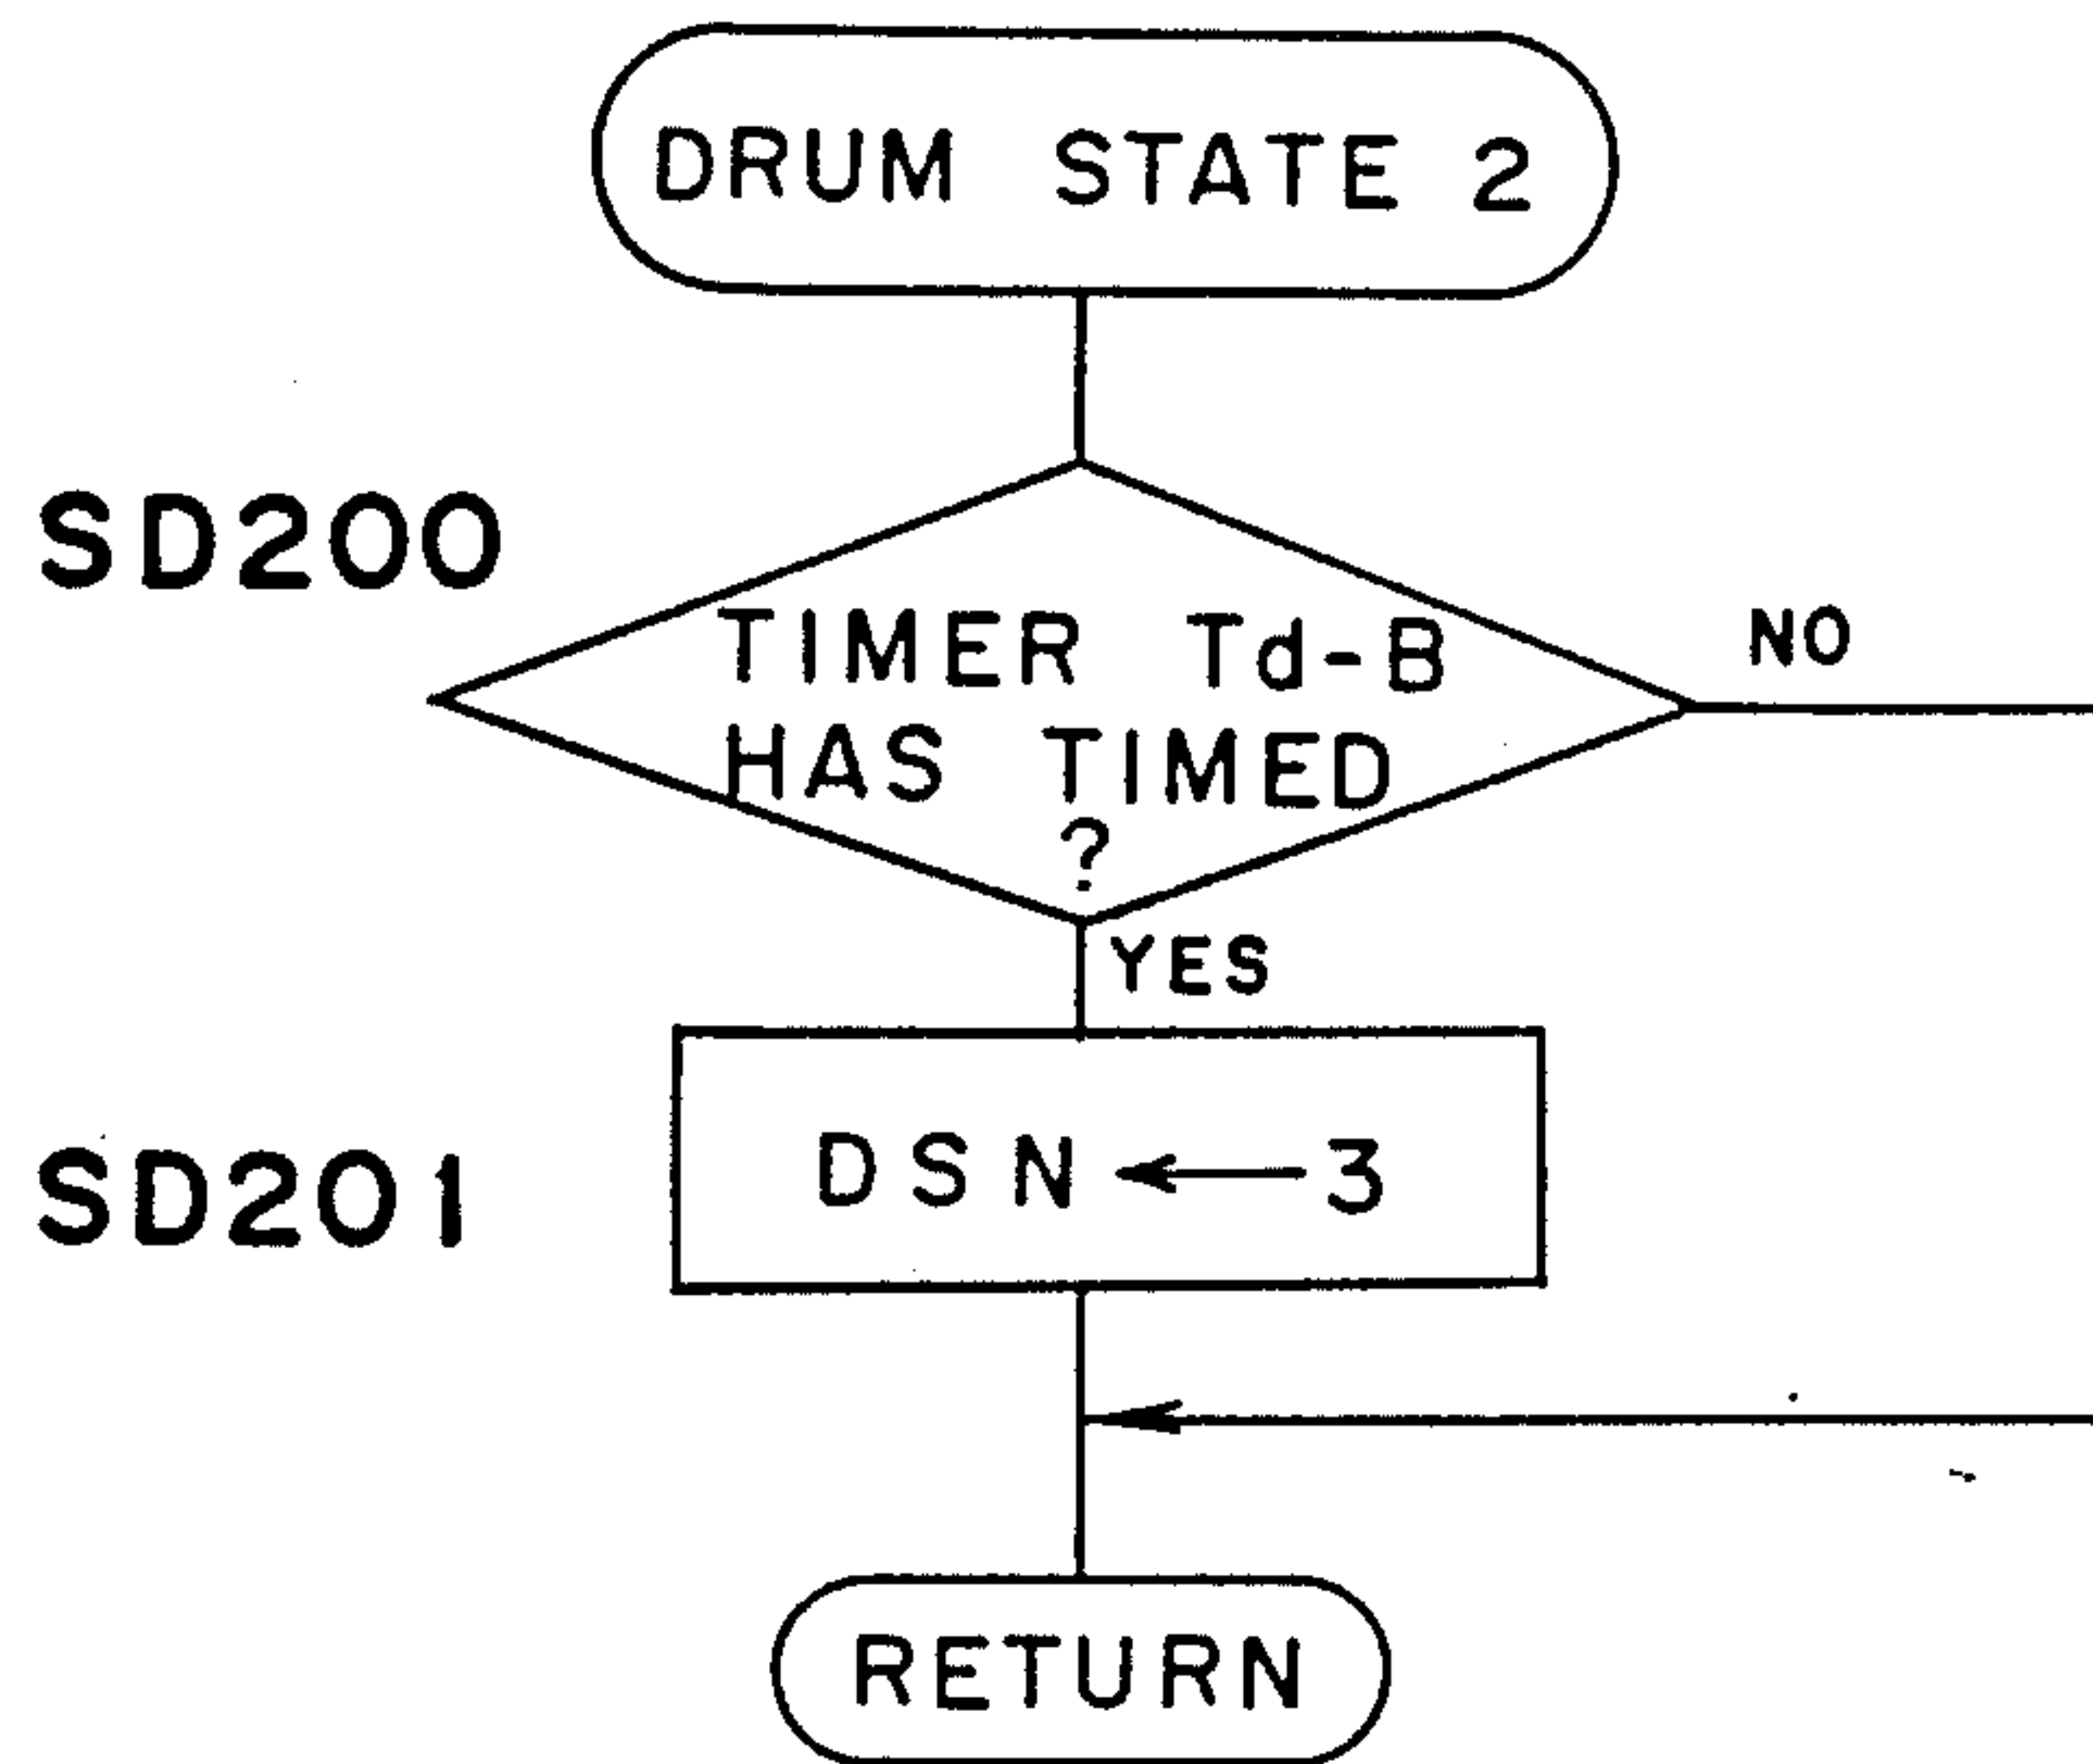 DRUM STATE 2
SD200
TIMER Td-B
HAS TIMED
?
NO
YES
SD201
DSN ← 3
RETURN